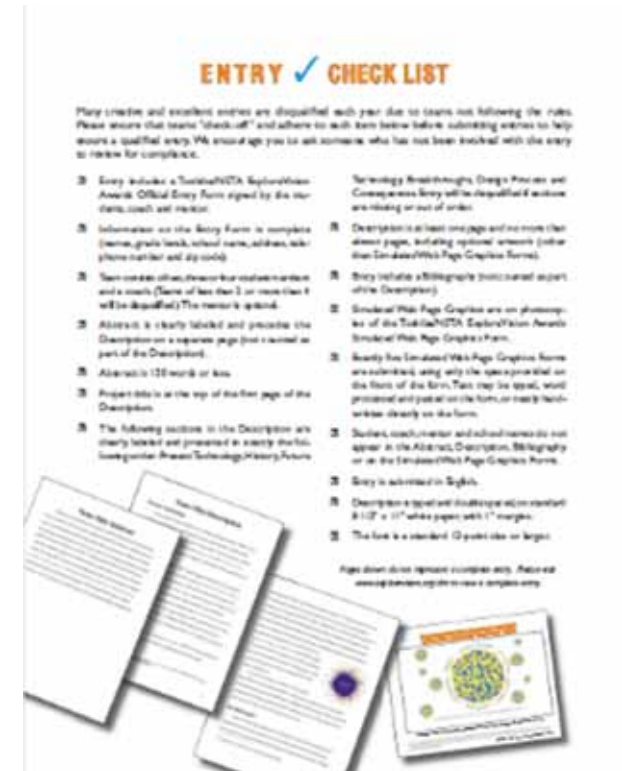 ENTRY ✓ CHECK LIST
Many creative and excellent entries are disqualified each year due to teams not following the rules.
Please ensure that teams "check-off" and adhere to each item below before submitting entries to help
ensure a qualified entry. We encourage you to ask someone who has not been involved with the entry
to review for compliance.
Entry includes a Toshiba/NSTA ExploraVision
Awards Official Entry Form signed by the stu-
dents, coach and mentor.
Information on the Entry Form is complete
(names, grade levels, school name, address, tele-
phone number and zip code).
Team consists of two, three or four student members
and a coach. (Teams of less than 2 or more than 4
will be disqualified.) The mentor is optional.
Abstract is clearly labeled and precedes the
Description on a separate page (not counted as
part of the Description).
Abstract is 150 words or less.
Project title is at the top of the first page of the
Description.
The following sections in the Description are
clearly labeled and presented in exactly the fol-
lowing order: Present Technology, History, Future
Technology, Breakthroughs, Design Process and
Consequences. Entry will be disqualified if sections
are missing or out of order.
Description is at least one page and no more than
eleven pages, including optional artwork (other
than Simulated Web Page Graphics Forms).
Entry includes a Bibliography (not counted as part
of the Description).
Simulated Web Page Graphics are on photocop-
ies of the Toshiba/NSTA ExploraVision Awards
Simulated Web Page Graphics Form.
Exactly five Simulated Web Page Graphics Forms
are submitted, using only the space provided on
the front of the form. Text may be typed, word
processed and pasted on the form, or neatly hand-
written directly on the form.
Student, coach, mentor and school names do not
appear in the Abstract, Description, Bibliography
or on the Simulated Web Page Graphics Forms.
Entry is submitted in English.
Description is typed and double spaced on standard
8 1/2" x 11" white paper, with 1" margins.
The font is a standard 12-point size or larger.
Pages shown do not represent a complete entry. Please visit
to view a complete entry.